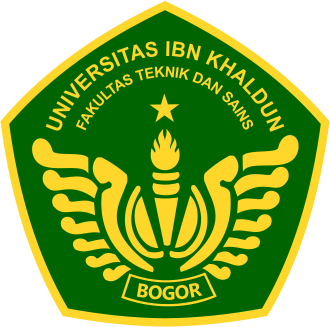 UNIVERSITAS IBN KHALDUN
FAKULTAS TEKNIK DAN SAINS
BOGOR